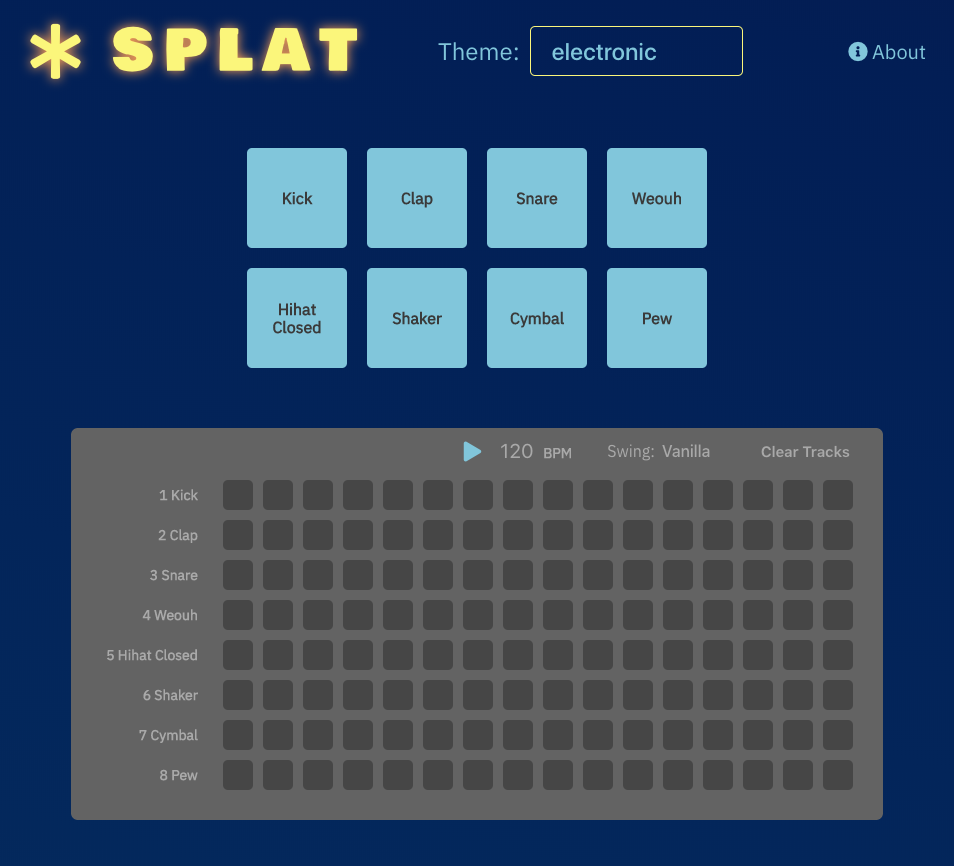 * SPLAT
Theme: electronic
About
Kick
Clap
Snare
Weouh
Hihat
Closed
Shaker
Cymbal
Pew
120 BPM Swing: Vanilla Clear Tracks
1 Kick
2 Clap
3 Snare
4 Weouh
5 Hihat Closed
6 Shaker
7 Cymbal
8 Pew